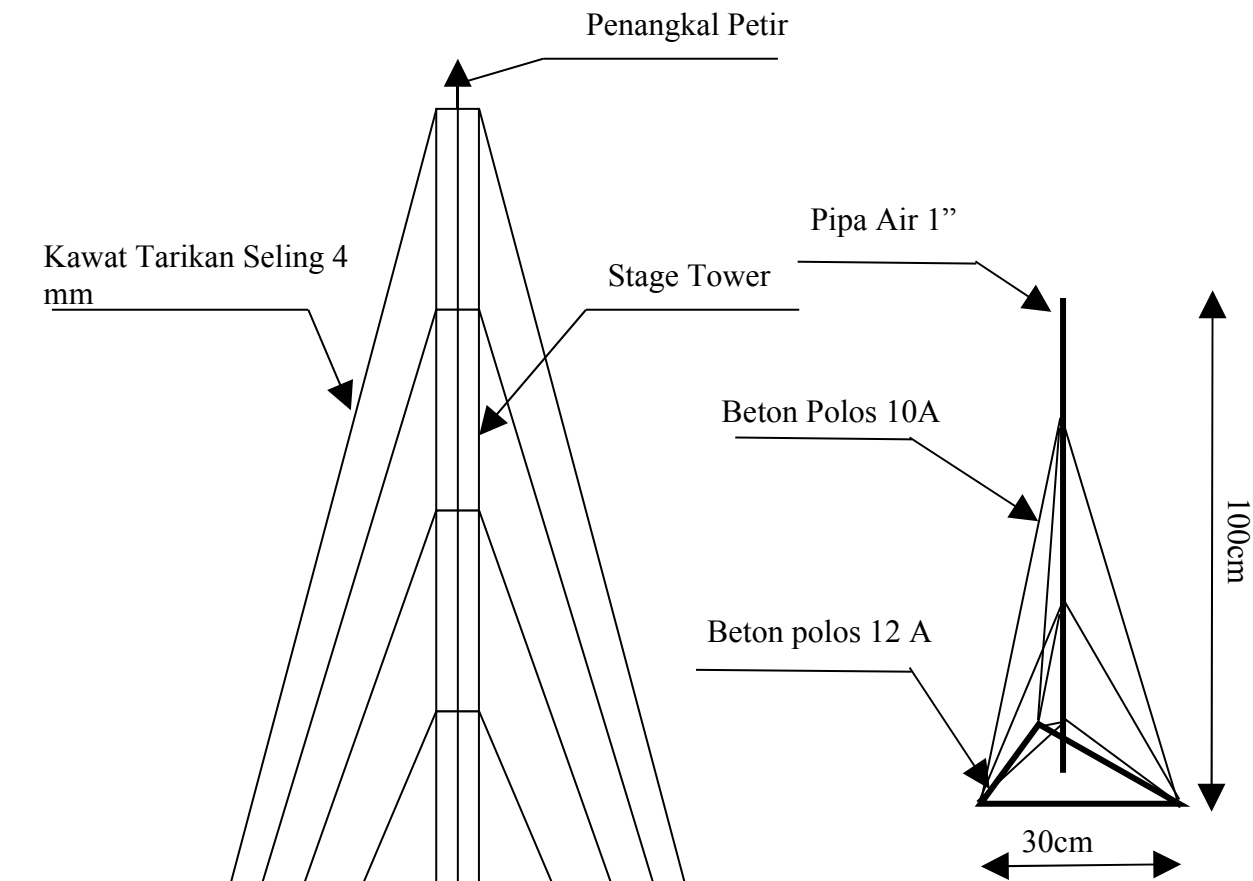 Penangkal Petir
Pipa Air 1”
Kawat Tarikan Seling 4
mm
Stage Tower
Beton Polos 10A
100cm
Beton polos 12 A
30cm